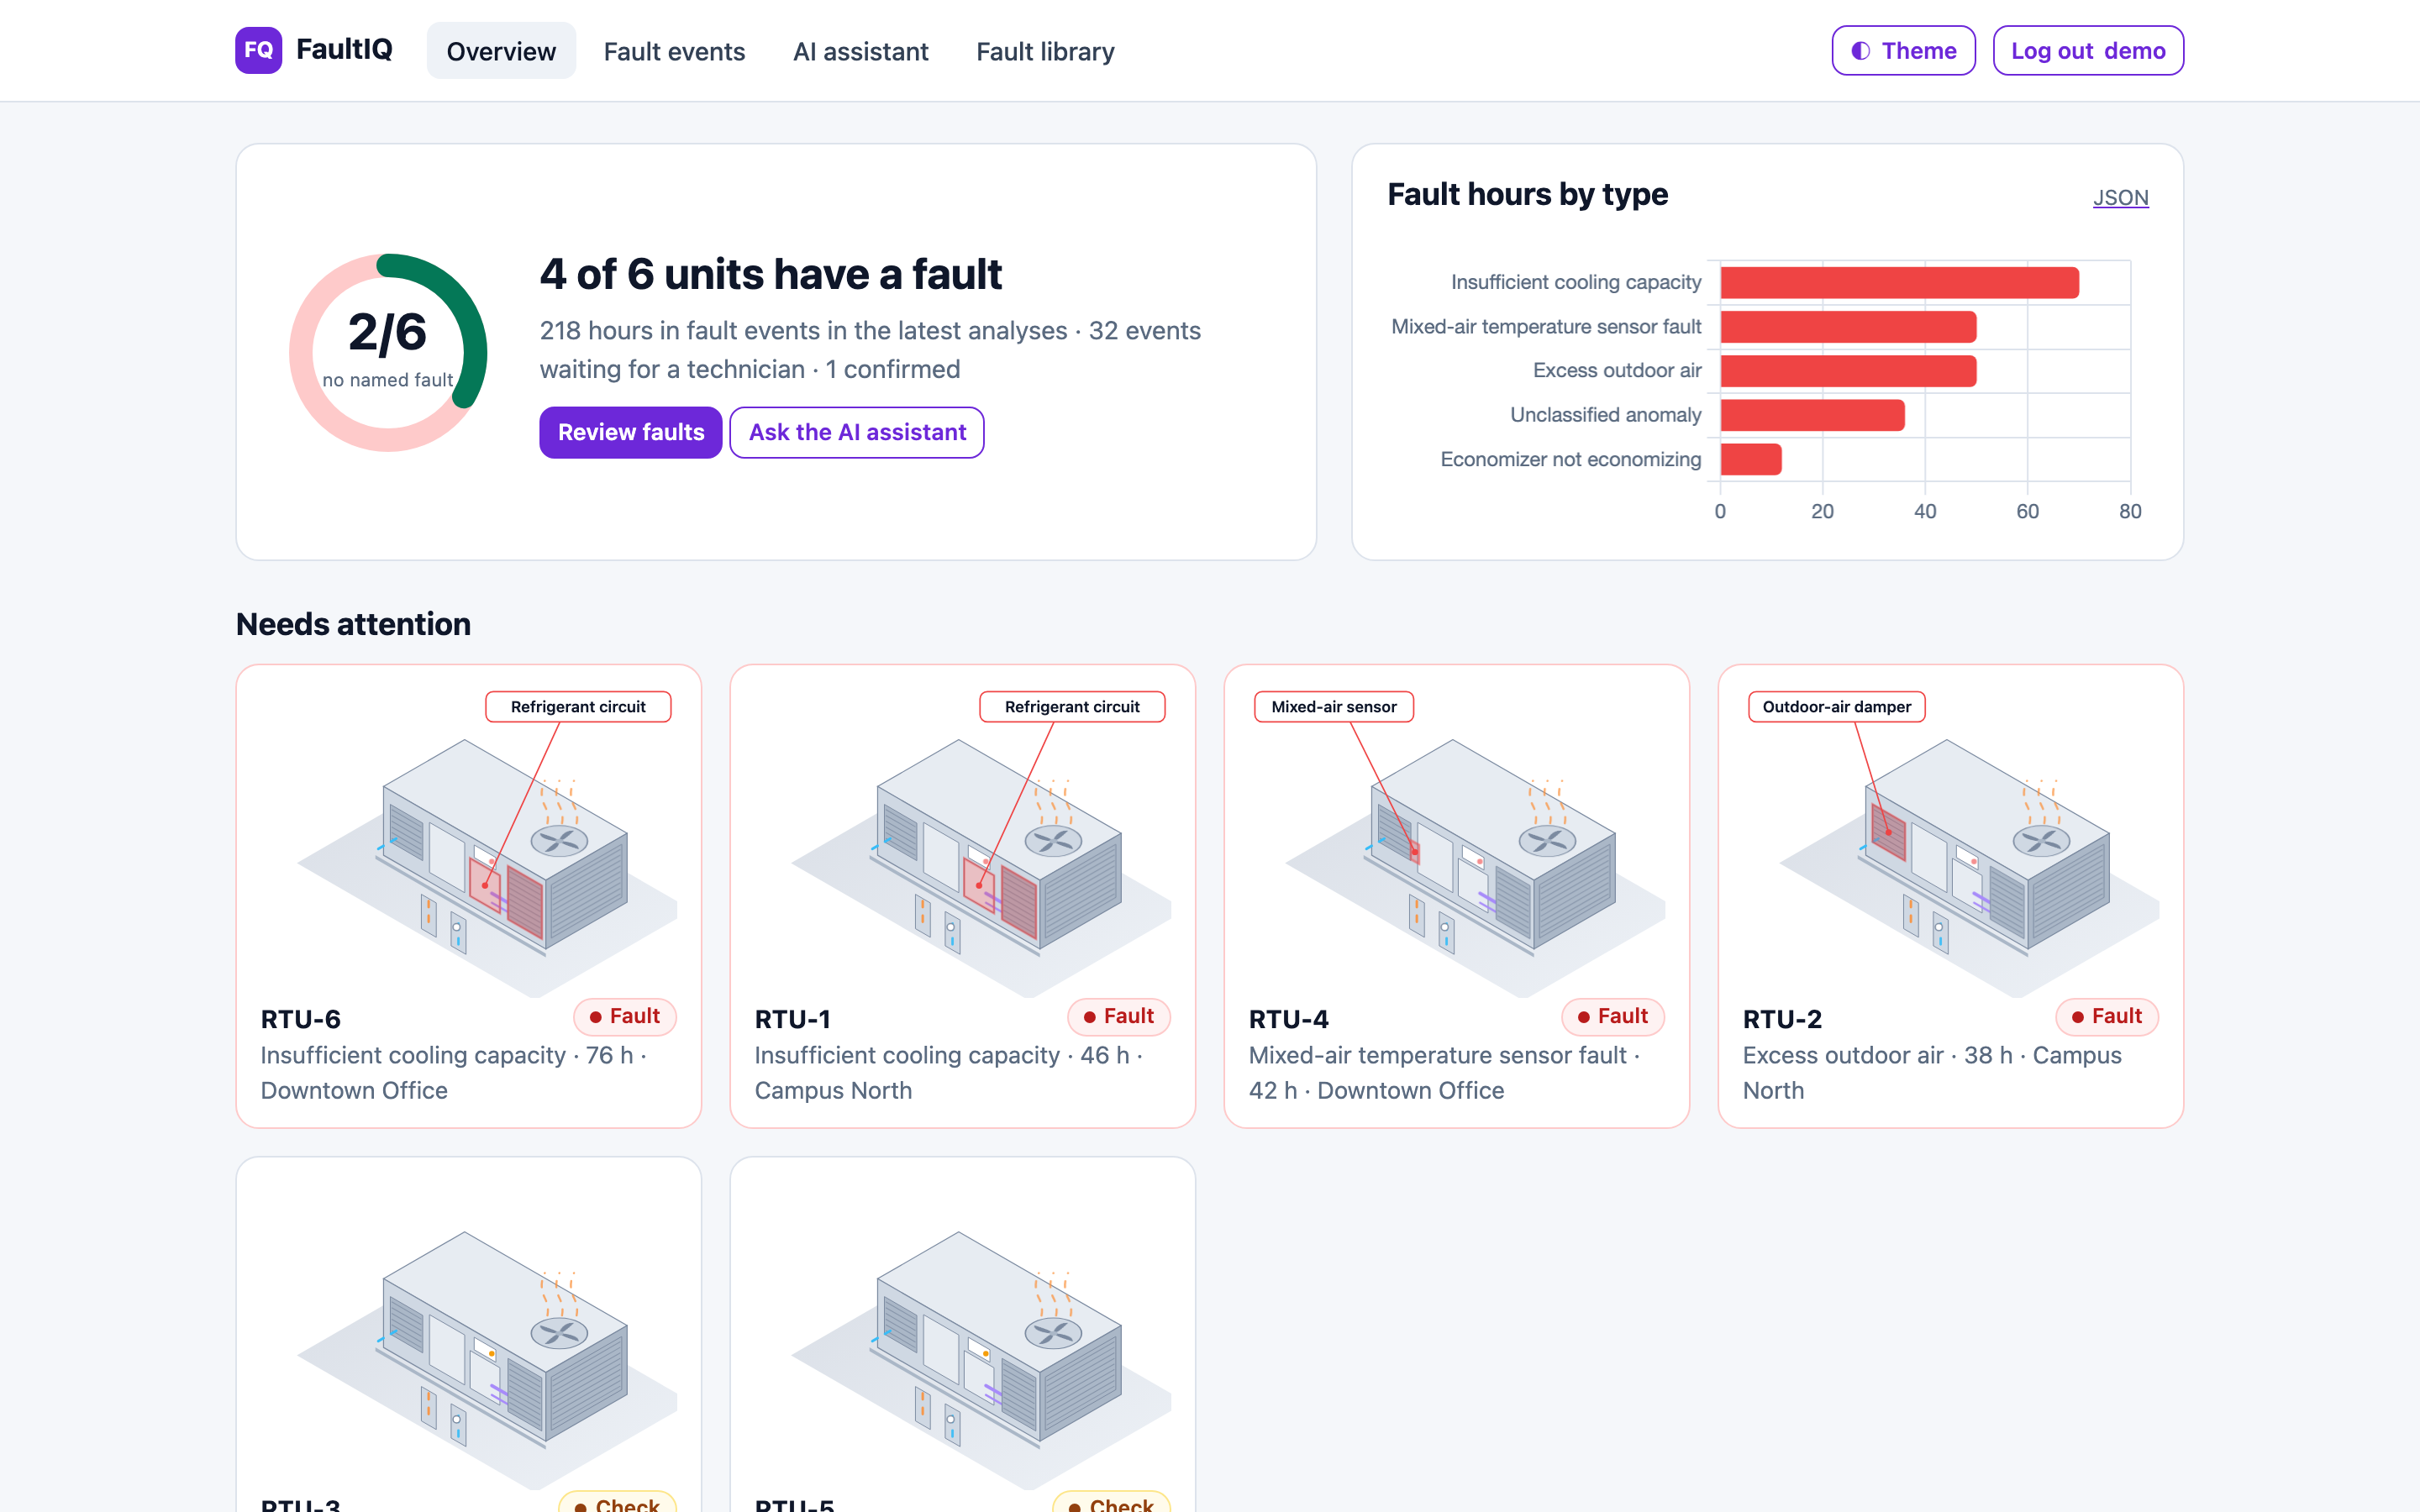 FQ FaultIQ Overview Fault events AI assistant Fault library Theme Log out demo
2/6
no named fault
4 of 6 units have a fault
218 hours in fault events in the latest analyses · 32 events
waiting for a technician · 1 confirmed
Review faults Ask the AI assistant
Fault hours by type JSON
Insufficient cooling capacity
Mixed-air temperature sensor fault
Excess outdoor air
Unclassified anomaly
Economizer not economizing
0 20 40 60 80
Needs attention
Refrigerant circuit
RTU-6 Fault
Insufficient cooling capacity · 76 h ·
Downtown Office
Refrigerant circuit
RTU-1 Fault
Insufficient cooling capacity · 46 h ·
Campus North
Mixed-air sensor
RTU-4 Fault
Mixed-air temperature sensor fault ·
42 h · Downtown Office
Outdoor-air damper
RTU-2 Fault
Excess outdoor air · 38 h · Campus
North
RTU-3 Check
RTU-5 Check